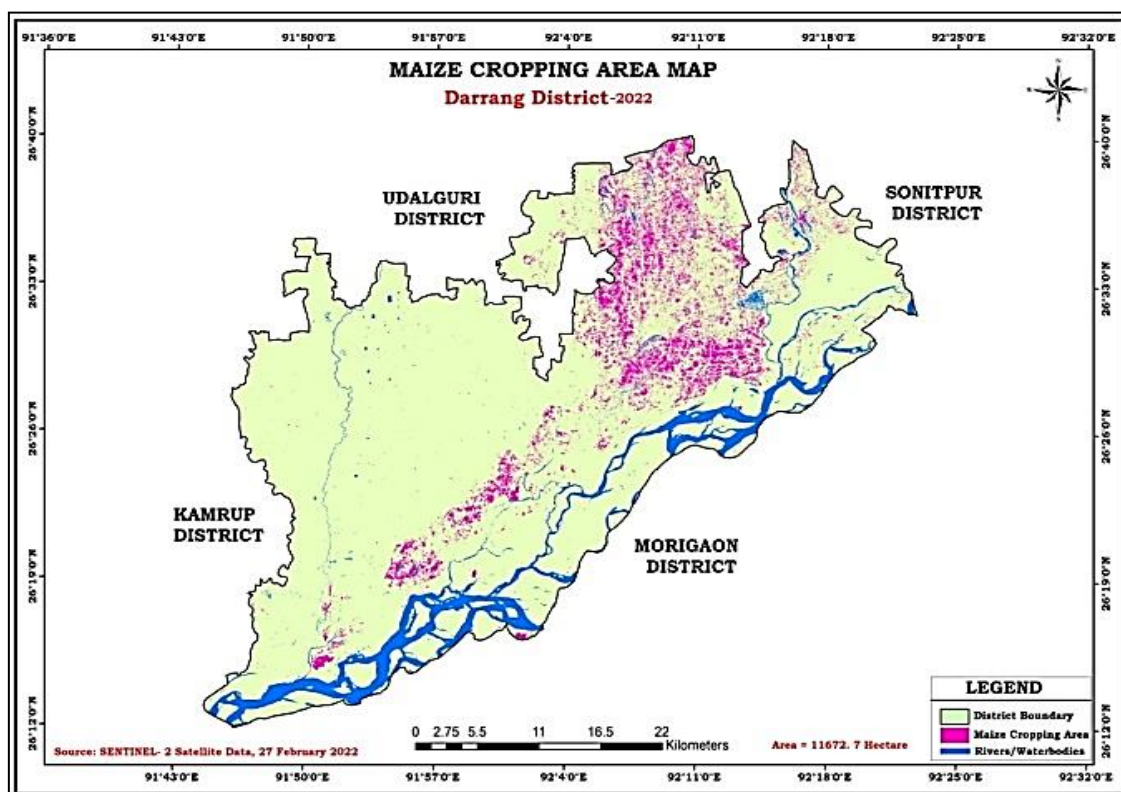 91°36'0"E 91°43'0"E 91°50'0"E 91°57'0"E 92°4'0"E 92°11'0"E 92°18'0"E 92°25'0"E 92°32'0"E
MAIZE CROPPING AREA MAP
Darrang District-2022
N
26°40'0"N 26°40'0"N
UDALGURI
DISTRICT
SONITPUR
DISTRICT
26°33'0"N 26°33'0"N
26°26'0"N 26°26'0"N
KAMRUP
DISTRICT
MORIGAON
DISTRICT
26°19'0"N 26°19'0"N
LEGEND
District Boundary
Maize Cropping Area
Rivers/Waterbodies
26°12'0"N 26°12'0"N
0 2.75 5.5 11 16.5 22
Kilometers
Source: SENTINEL- 2 Satellite Data, 27 February 2022
Area = 11672. 7 Hectare
91°43'0"E 91°50'0"E 91°57'0"E 92°4'0"E 92°11'0"E 92°18'0"E 92°25'0"E 92°32'0"E